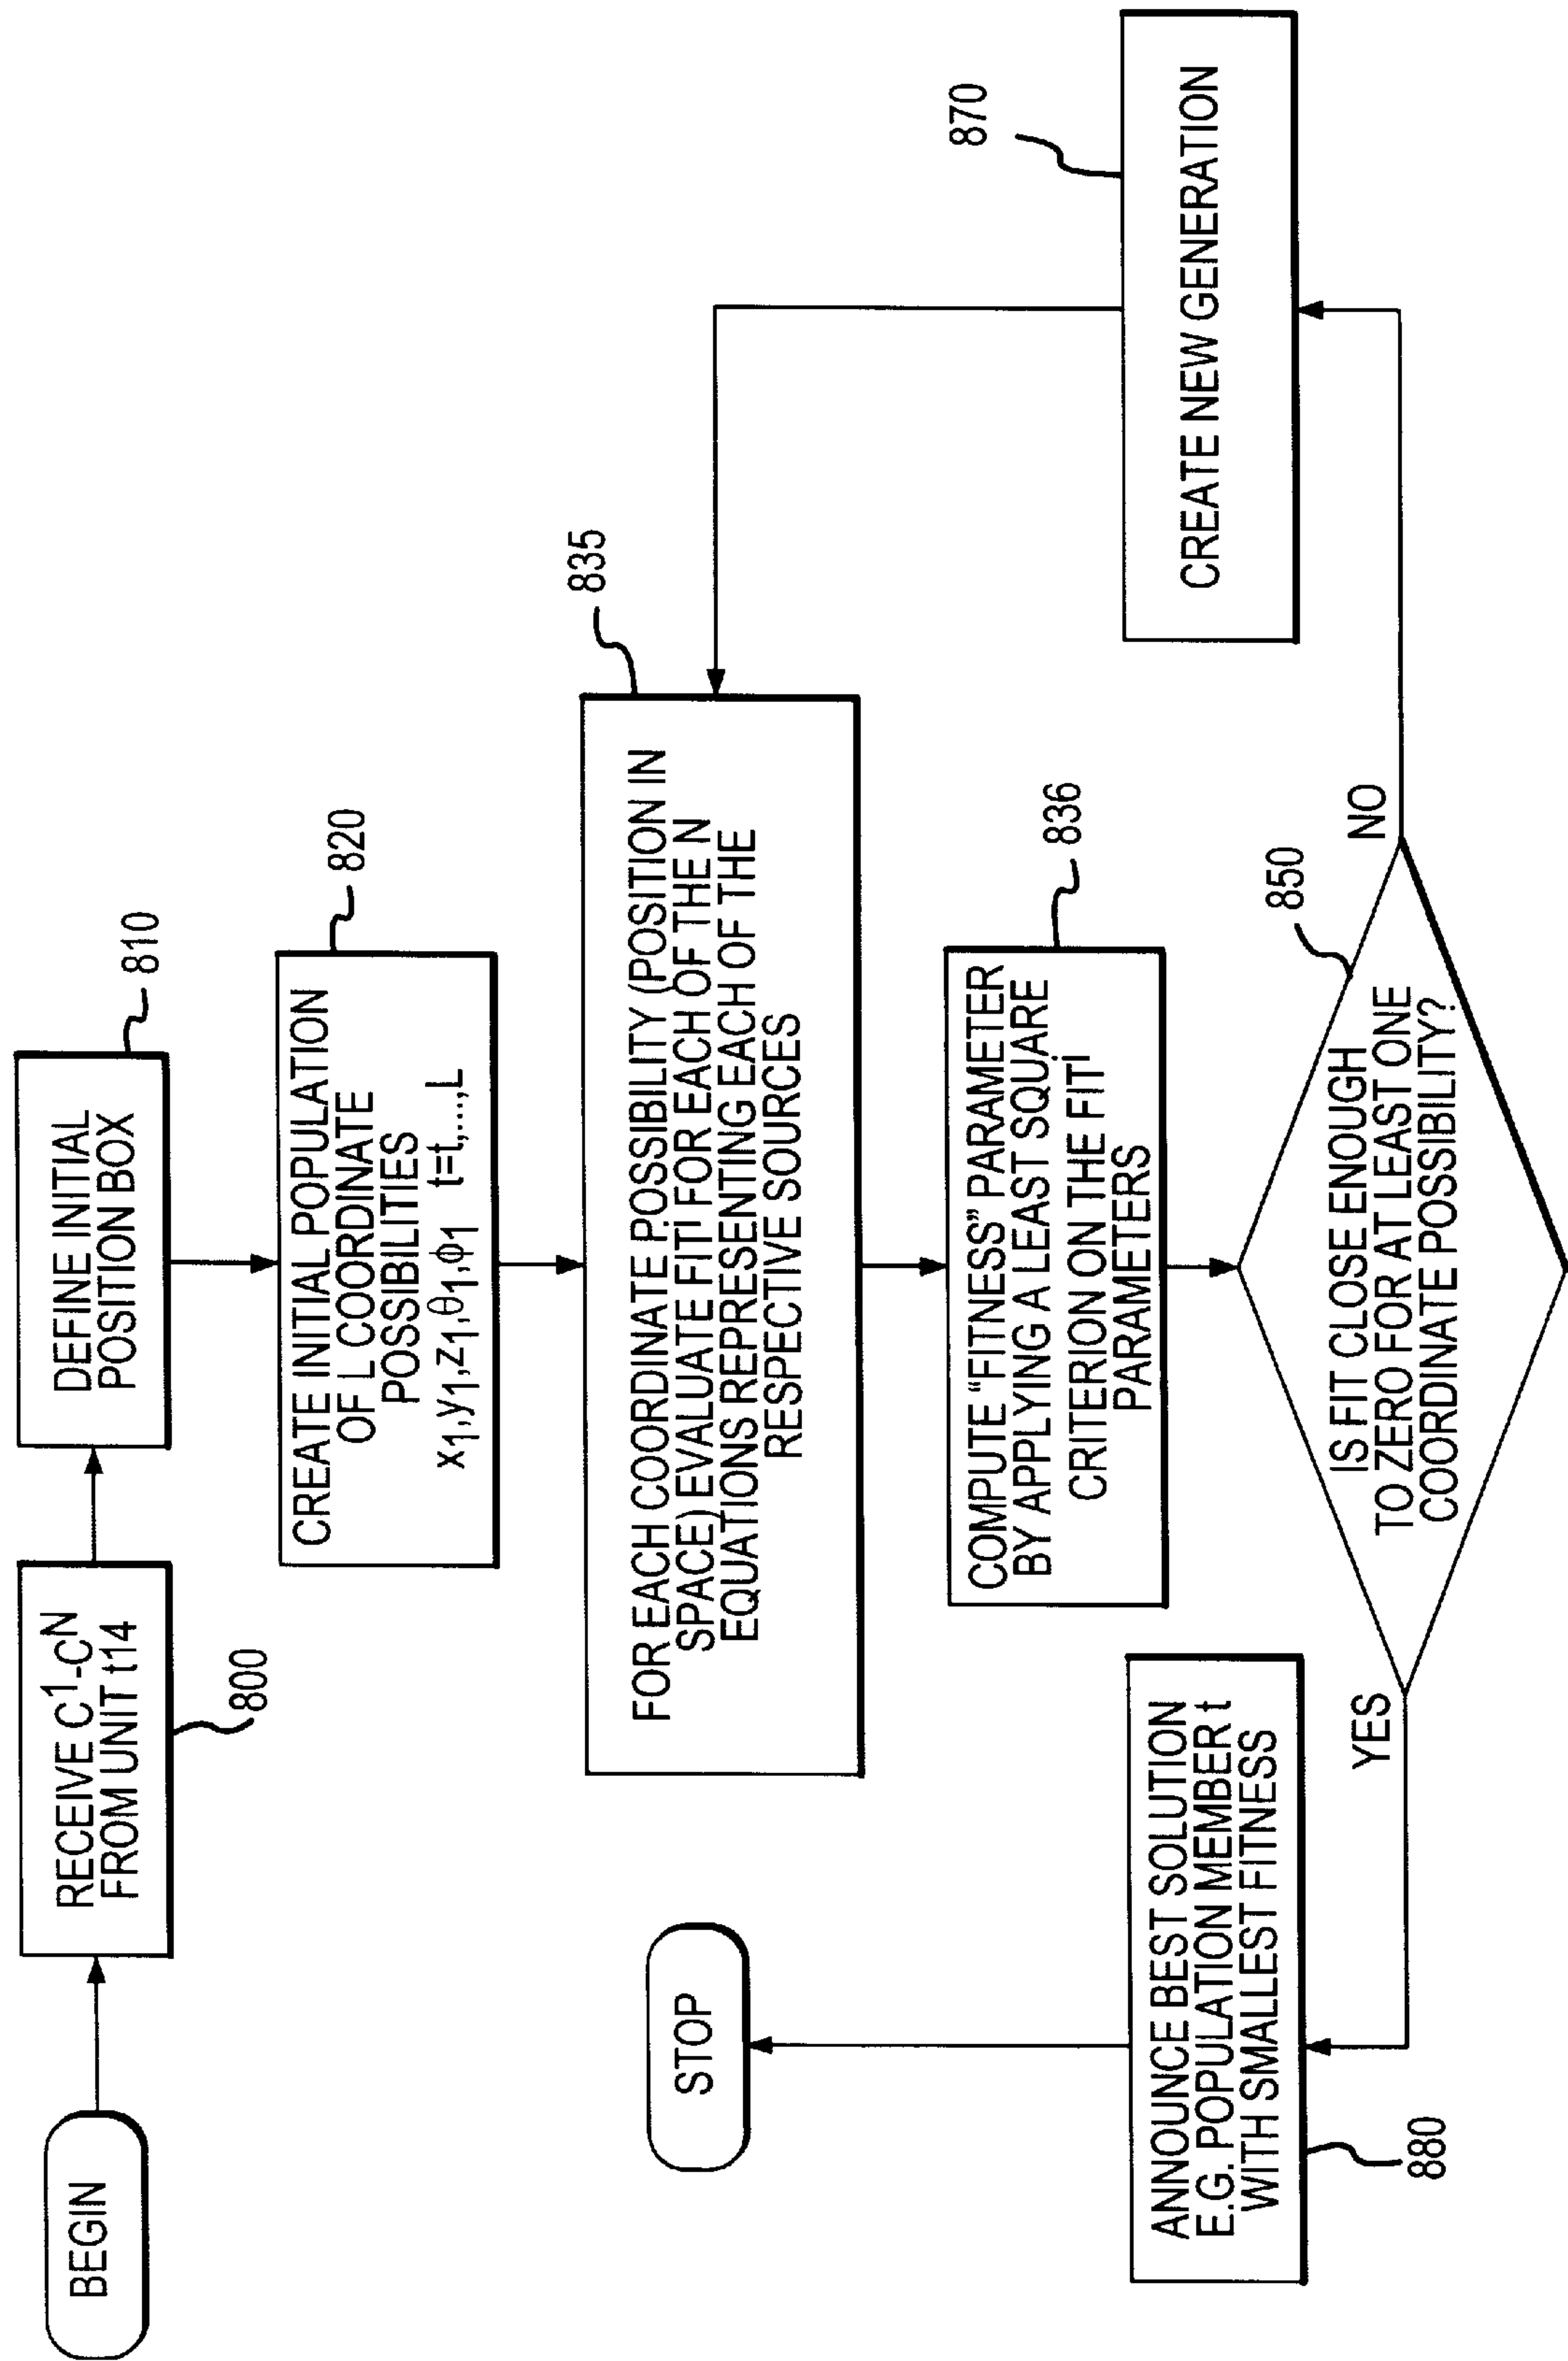 BEGIN
RECEIVE C¹-Cᴺ
FROM UNIT t14
800
DEFINE INITIAL
POSITION BOX
810
CREATE INITIAL POPULATION
OF L COORDINATE
POSSIBILITIES
x₁,y₁,z₁,θ₁,ϕ₁ t=t,...,L
820
FOR EACH COORDINATE POSSIBILITY (POSITION IN
SPACE) EVALUATE FITⁱ FOR EACH OF THE N
EQUATIONS REPRESENTING EACH OF THE
RESPECTIVE SOURCES
835
COMPUTE “FITNESS” PARAMETER
BY APPLYING A LEAST SQUARE
CRITERION ON THE FITⁱ
PARAMETERS
836
IS FIT CLOSE ENOUGH
TO ZERO FOR AT LEAST ONE
COORDINATE POSSIBILITY?
850
NO
CREATE NEW GENERATION
870
YES
ANNOUNCE BEST SOLUTION
E.G. POPULATION MEMBER t
WITH SMALLEST FITNESS
880
STOP